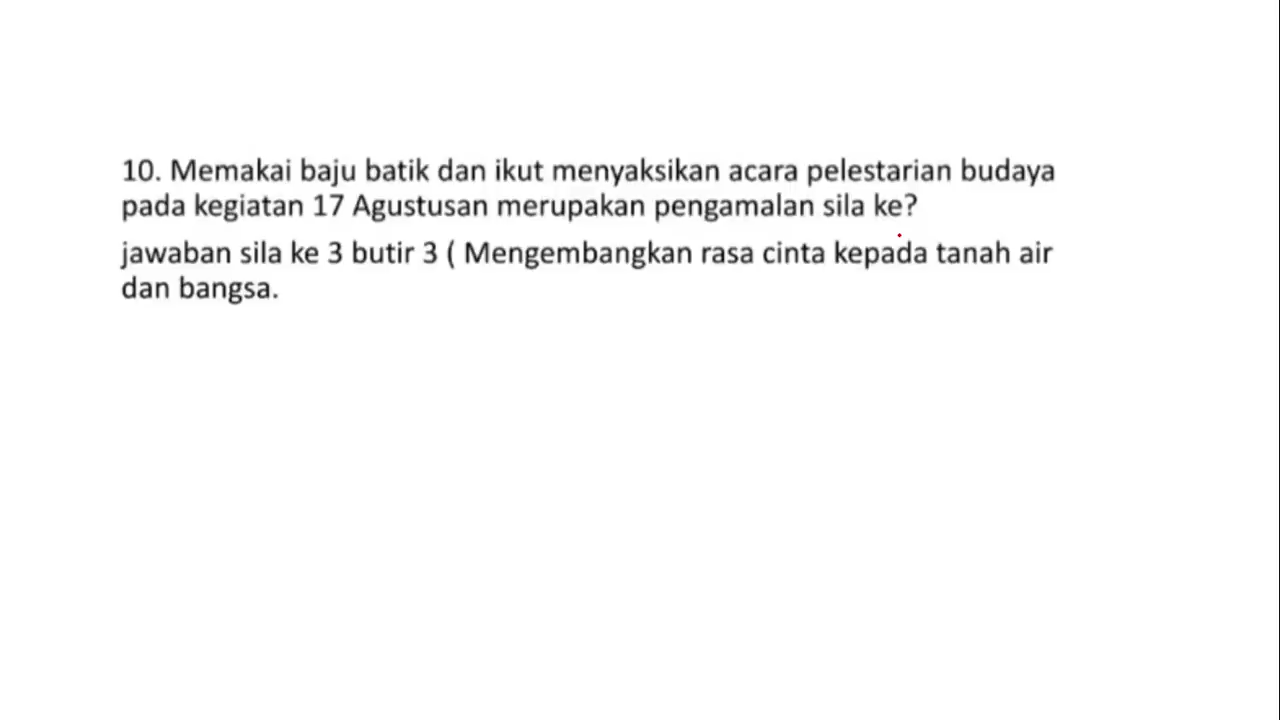 10. Memakai baju batik dan ikut menyaksikan acara pelestarian budaya
pada kegiatan 17 Agustusan merupakan pengamalan sila ke?
jawaban sila ke 3 butir 3 ( Mengembangkan rasa cinta kepada tanah air
dan bangsa.